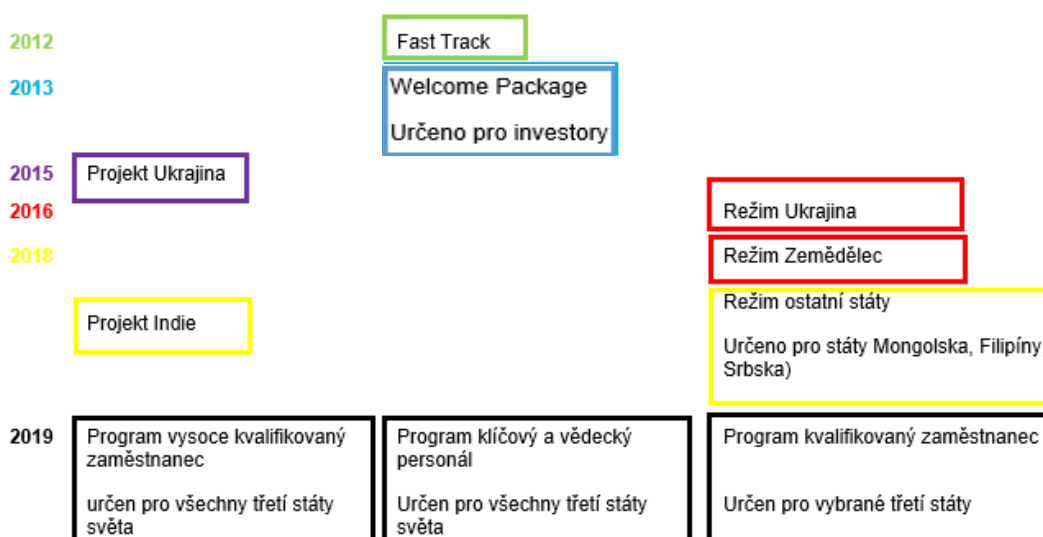 2012
Fast Track
2013
Welcome Package
Určeno pro investory
2015
Projekt Ukrajina
2016
Režim Ukrajina
2018
Režim Zemědělec
Projekt Indie
Režim ostatní státy
Určeno pro státy Mongolska, Filipíny,
Srbska)
2019
Program vysoce kvalifikovaný
zaměstnanec
určen pro všechny třetí státy
světa
Program klíčový a vědecký
personál
Určen pro všechny třetí státy
světa
Program kvalifikovaný zaměstnanec
Určen pro vybrané třetí státy